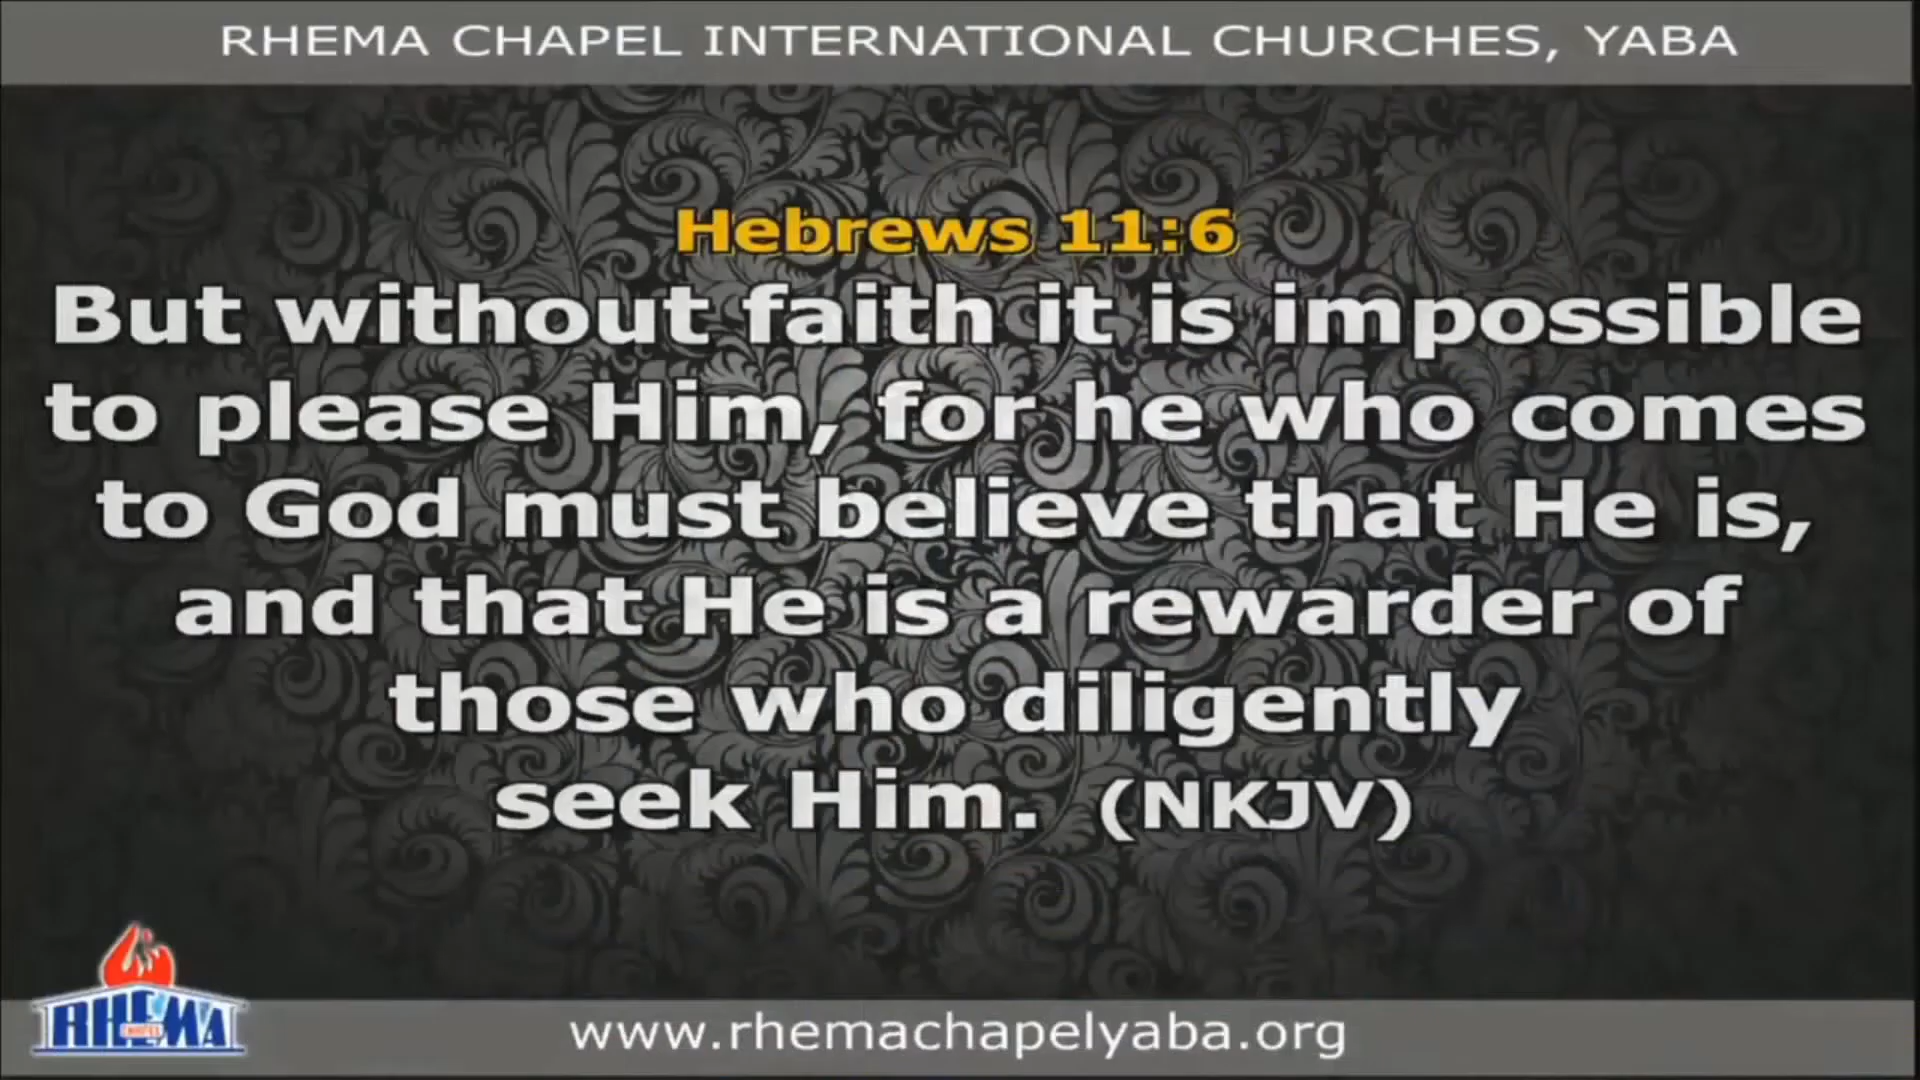 RHEMA CHAPEL INTERNATIONAL CHURCHES, YABA
Hebrews 11:6
But without faith it is impossible
to please Him, for he who comes
to God must believe that He is,
and that He is a rewarder of
those who diligently
seek Him. (NKJV)
RHEMA
CHAPEL
www.rhemachapelyaba.org